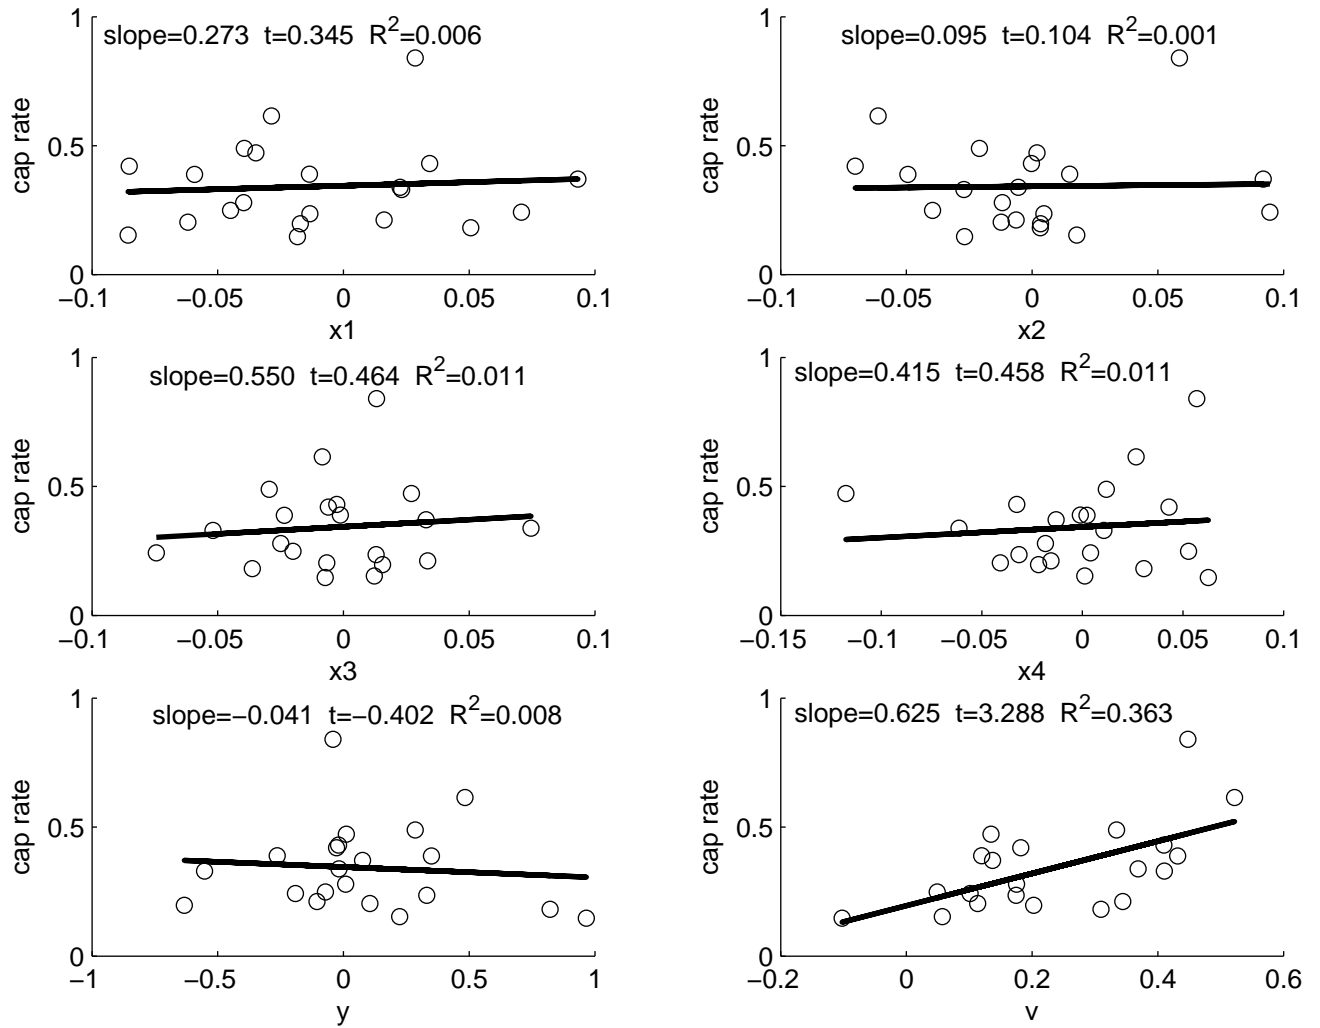 slope=0.273 t=0.345 R²=0.006
1
0.5
0
cap rate
−0.1 −0.05 0 0.05 0.1
x1
slope=0.095 t=0.104 R²=0.001
1
0.5
0
cap rate
−0.1 −0.05 0 0.05 0.1
x2
slope=0.550 t=0.464 R²=0.011
1
0.5
0
cap rate
−0.1 −0.05 0 0.05 0.1
x3
slope=0.415 t=0.458 R²=0.011
1
0.5
0
cap rate
−0.15 −0.1 −0.05 0 0.05 0.1
x4
slope=−0.041 t=−0.402 R²=0.008
1
0.5
0
cap rate
−1 −0.5 0 0.5 1
y
slope=0.625 t=3.288 R²=0.363
1
0.5
0
cap rate
−0.2 0 0.2 0.4 0.6
v